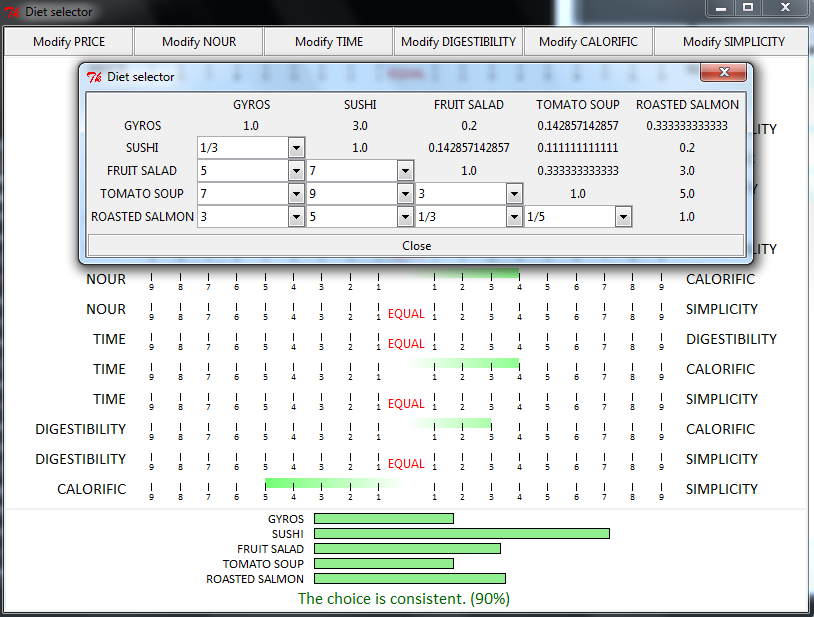 Diet selector
Modify PRICE Modify NOUR Modify TIME Modify DIGESTIBILITY Modify CALORIFIC Modify SIMPLICITY
Diet selector
GYROS SUSHI FRUIT SALAD TOMATO SOUP ROASTED SALMON
GYROS 1.0 3.0 0.2 0.142857142857 0.333333333333
SUSHI 1/3 1.0 0.142857142857 0.111111111111 0.2
FRUIT SALAD 5 7 1.0 0.333333333333 3.0
TOMATO SOUP 7 9 3 1.0 5.0
ROASTED SALMON 3 5 1/3 1/5 1.0
Close
NOUR 9 8 7 6 5 4 3 2 1 1 2 3 4 5 6 7 8 9 CALORIFIC
NOUR 9 8 7 6 5 4 3 2 1 EQUAL 1 2 3 4 5 6 7 8 9 SIMPLICITY
TIME 9 8 7 6 5 4 3 2 1 EQUAL 1 2 3 4 5 6 7 8 9 DIGESTIBILITY
TIME 9 8 7 6 5 4 3 2 1 1 2 3 4 5 6 7 8 9 CALORIFIC
TIME 9 8 7 6 5 4 3 2 1 EQUAL 1 2 3 4 5 6 7 8 9 SIMPLICITY
DIGESTIBILITY 9 8 7 6 5 4 3 2 1 1 2 3 4 5 6 7 8 9 CALORIFIC
DIGESTIBILITY 9 8 7 6 5 4 3 2 1 EQUAL 1 2 3 4 5 6 7 8 9 SIMPLICITY
CALORIFIC 9 8 7 6 5 4 3 2 1 1 2 3 4 5 6 7 8 9 SIMPLICITY
GYROS
SUSHI
FRUIT SALAD
TOMATO SOUP
ROASTED SALMON
The choice is consistent. (90%)